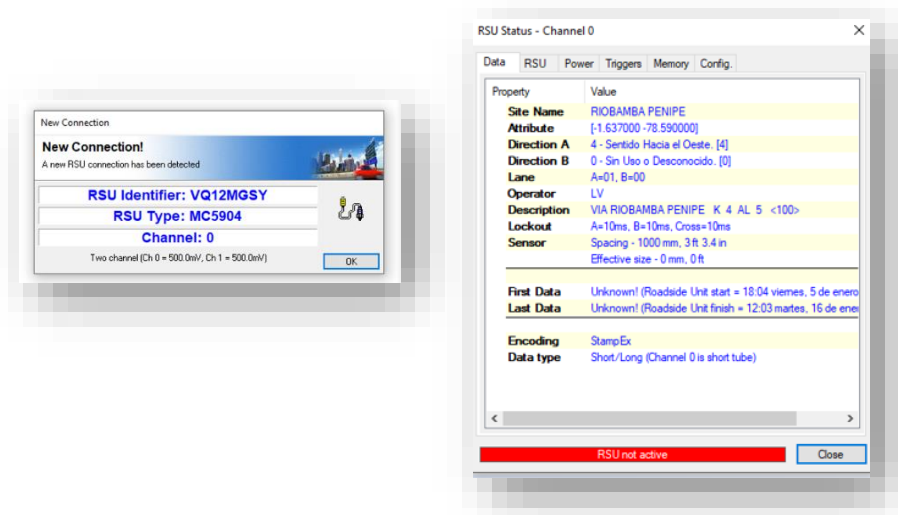 New Connection
New Connection!
A new RSU connection has been detected
RSU Identifier: VQ12MGSY
RSU Type: MC5904
Channel: 0
Two channel (Ch 0 = 500.0mV, Ch 1 = 500.0mV)
OK
RSU Status - Channel 0
Data RSU Power Triggers Memory Config.
Property Value
Site Name RIOBAMBA PENIPE
Attribute [-1.637000 -78.590000]
Direction A 4 - Sentido Hacia el Oeste. [4]
Direction B 0 - Sin Uso o Desconocido. [0]
Lane A=01, B=00
Operator LV
Description VIA RIOBAMBA PENIPE K 4 AL 5 <100>
Lockout A=10ms, B=10ms, Cross=10ms
Sensor Spacing - 1000 mm, 3 ft 3.4 in
Effective size - 0 mm, 0 ft
First Data Unknown! (Roadside Unit start = 18:04 viernes, 5 de enero
Last Data Unknown! (Roadside Unit finish = 12:03 martes, 16 de ener
Encoding StampEx
Data type Short/Long (Channel 0 is short tube)
RSU not active
Close